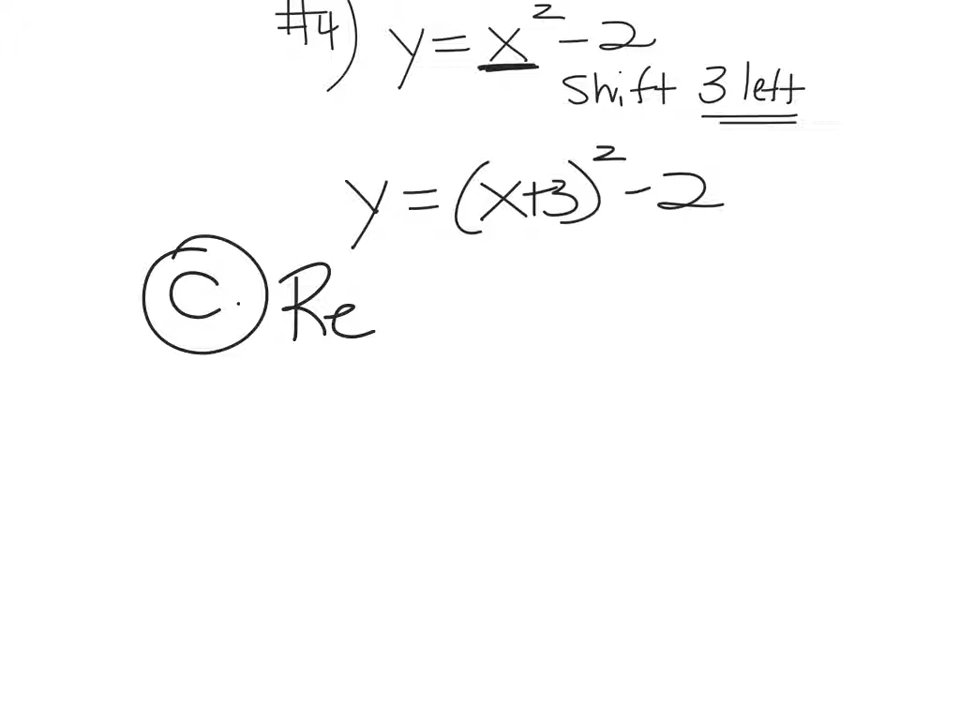 #4) y = x² - 2
Shift 3 left
y = (x+3)² - 2
C. Re